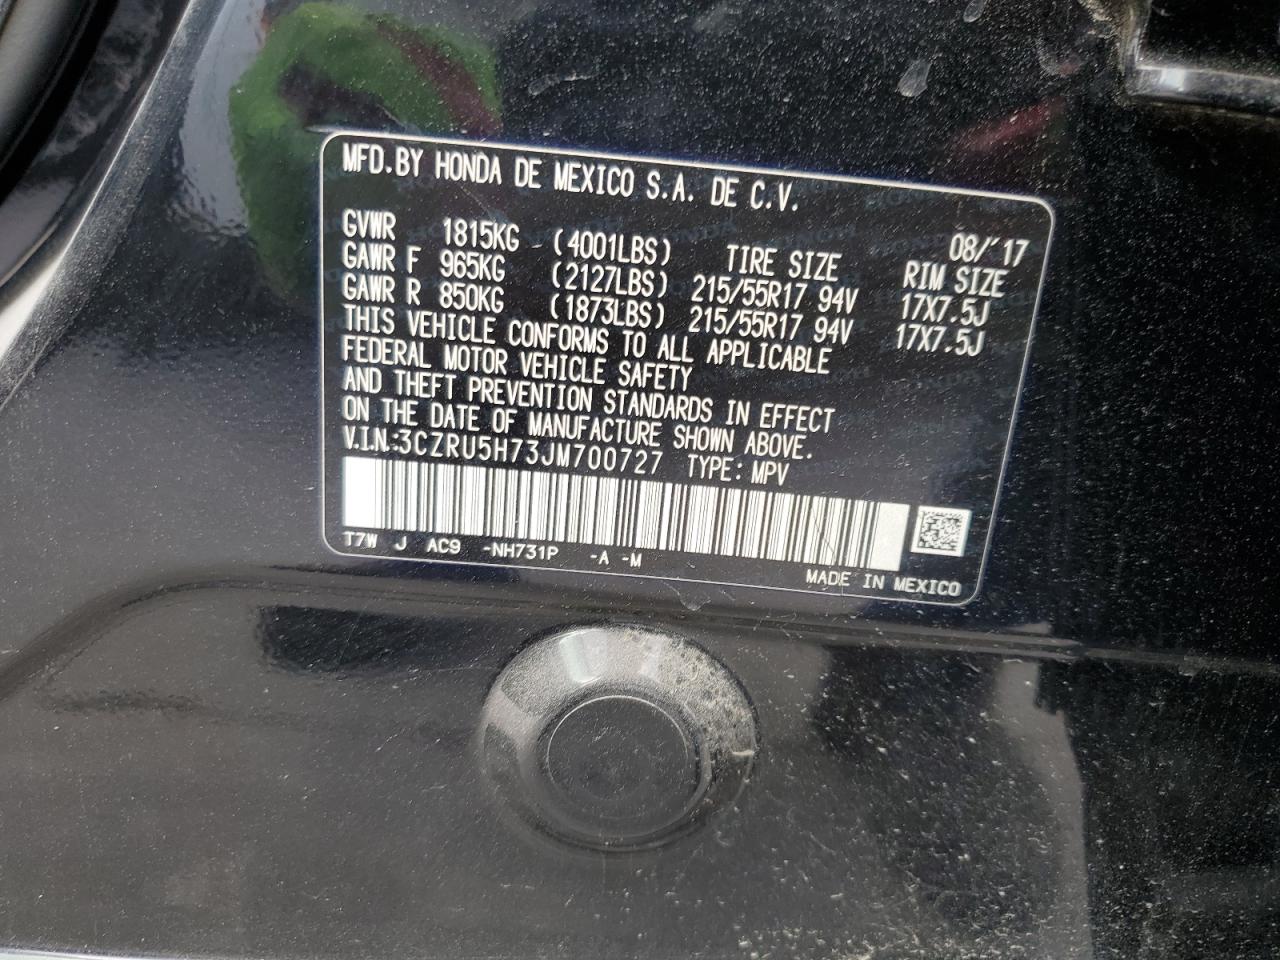 MFD.BY HONDA DE MEXICO S.A. DE C.V.
08/'17
GVWR 1815KG (4001LBS) TIRE SIZE RIM SIZE
GAWR F 965KG (2127LBS) 215/55R17 94V 17X7.5J
GAWR R 850KG (1873LBS) 215/55R17 94V 17X7.5J
THIS VEHICLE CONFORMS TO ALL APPLICABLE
FEDERAL MOTOR VEHICLE SAFETY
AND THEFT PREVENTION STANDARDS IN EFFECT
ON THE DATE OF MANUFACTURE SHOWN ABOVE.
V.I.N.:3CZRU5H73JM700727 TYPE: MPV
T7W J AC9 -NH731P -A -M
MADE IN MEXICO